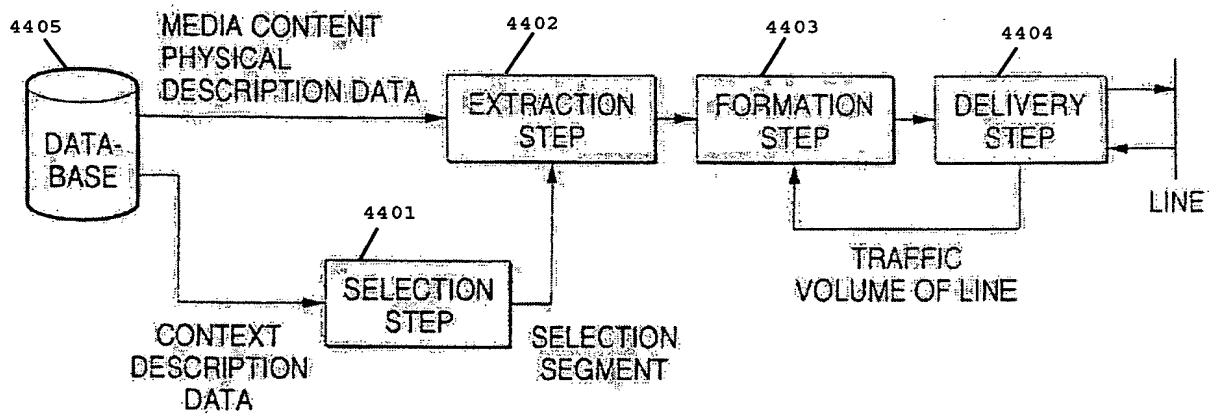 4405
MEDIA CONTENT
PHYSICAL
DESCRIPTION DATA
4402
4403
4404
DATA-
BASE
EXTRACTION
STEP
FORMATION
STEP
DELIVERY
STEP
LINE
4401
SELECTION
STEP
TRAFFIC
VOLUME OF LINE
CONTEXT
DESCRIPTION
DATA
SELECTION
SEGMENT